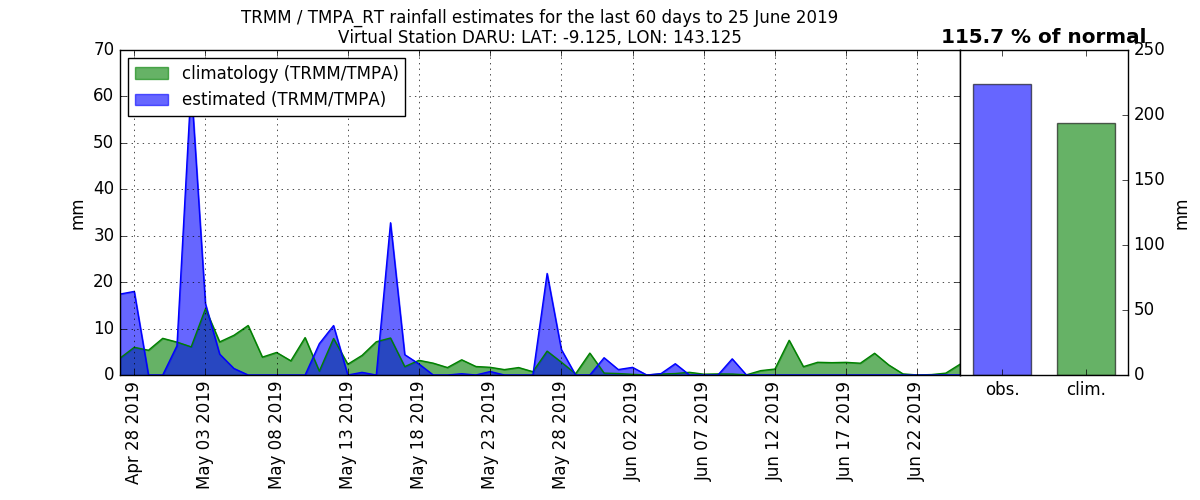 TRMM / TMPA_RT rainfall estimates for the last 60 days to 25 June 2019
Virtual Station DARU: LAT: -9.125, LON: 143.125
115.7 % of normal
climatology (TRMM/TMPA)
estimated (TRMM/TMPA)
70
60
50
40
30
20
10
0
mm
Apr 28 2019
May 03 2019
May 08 2019
May 13 2019
May 18 2019
May 23 2019
May 28 2019
Jun 02 2019
Jun 07 2019
Jun 12 2019
Jun 17 2019
Jun 22 2019
250
200
150
100
50
0
mm
obs.
clim.